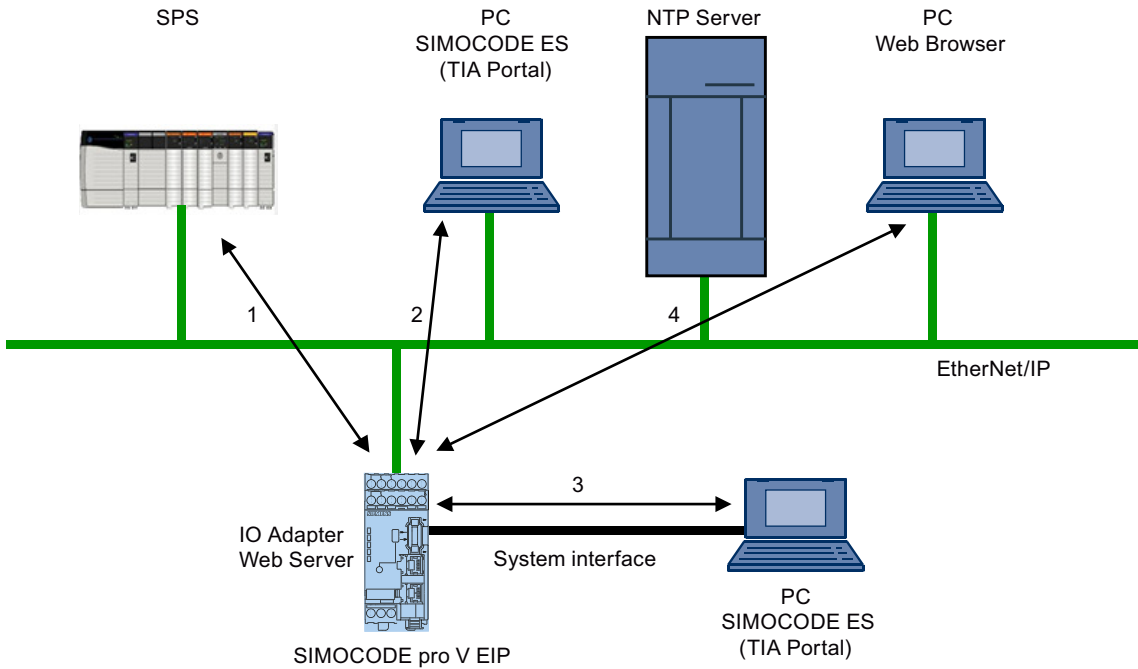 SPS
PC
SIMOCODE ES
(TIA Portal)
NTP Server
PC
Web Browser
1
2
4
EtherNet/IP
3
IO Adapter
Web Server
System interface
PC
SIMOCODE ES
(TIA Portal)
SIMOCODE pro V EIP